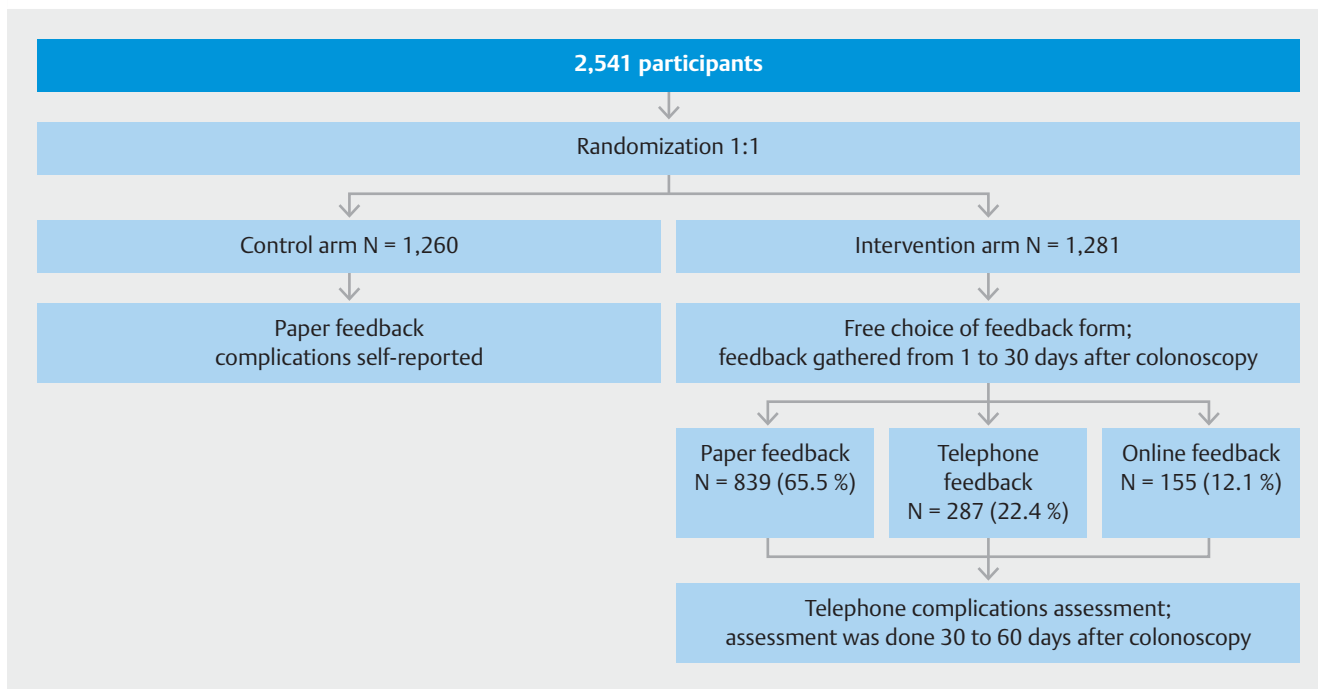 2,541 participants
Randomization 1:1
Control arm N = 1,260
Intervention arm N = 1,281
Paper feedback
complications self-reported
Free choice of feedback form;
feedback gathered from 1 to 30 days after colonoscopy
Paper feedback
N = 839 (65.5 %)
Telephone
feedback
N = 287 (22.4 %)
Online feedback
N = 155 (12.1 %)
Telephone complications assessment;
assessment was done 30 to 60 days after colonoscopy